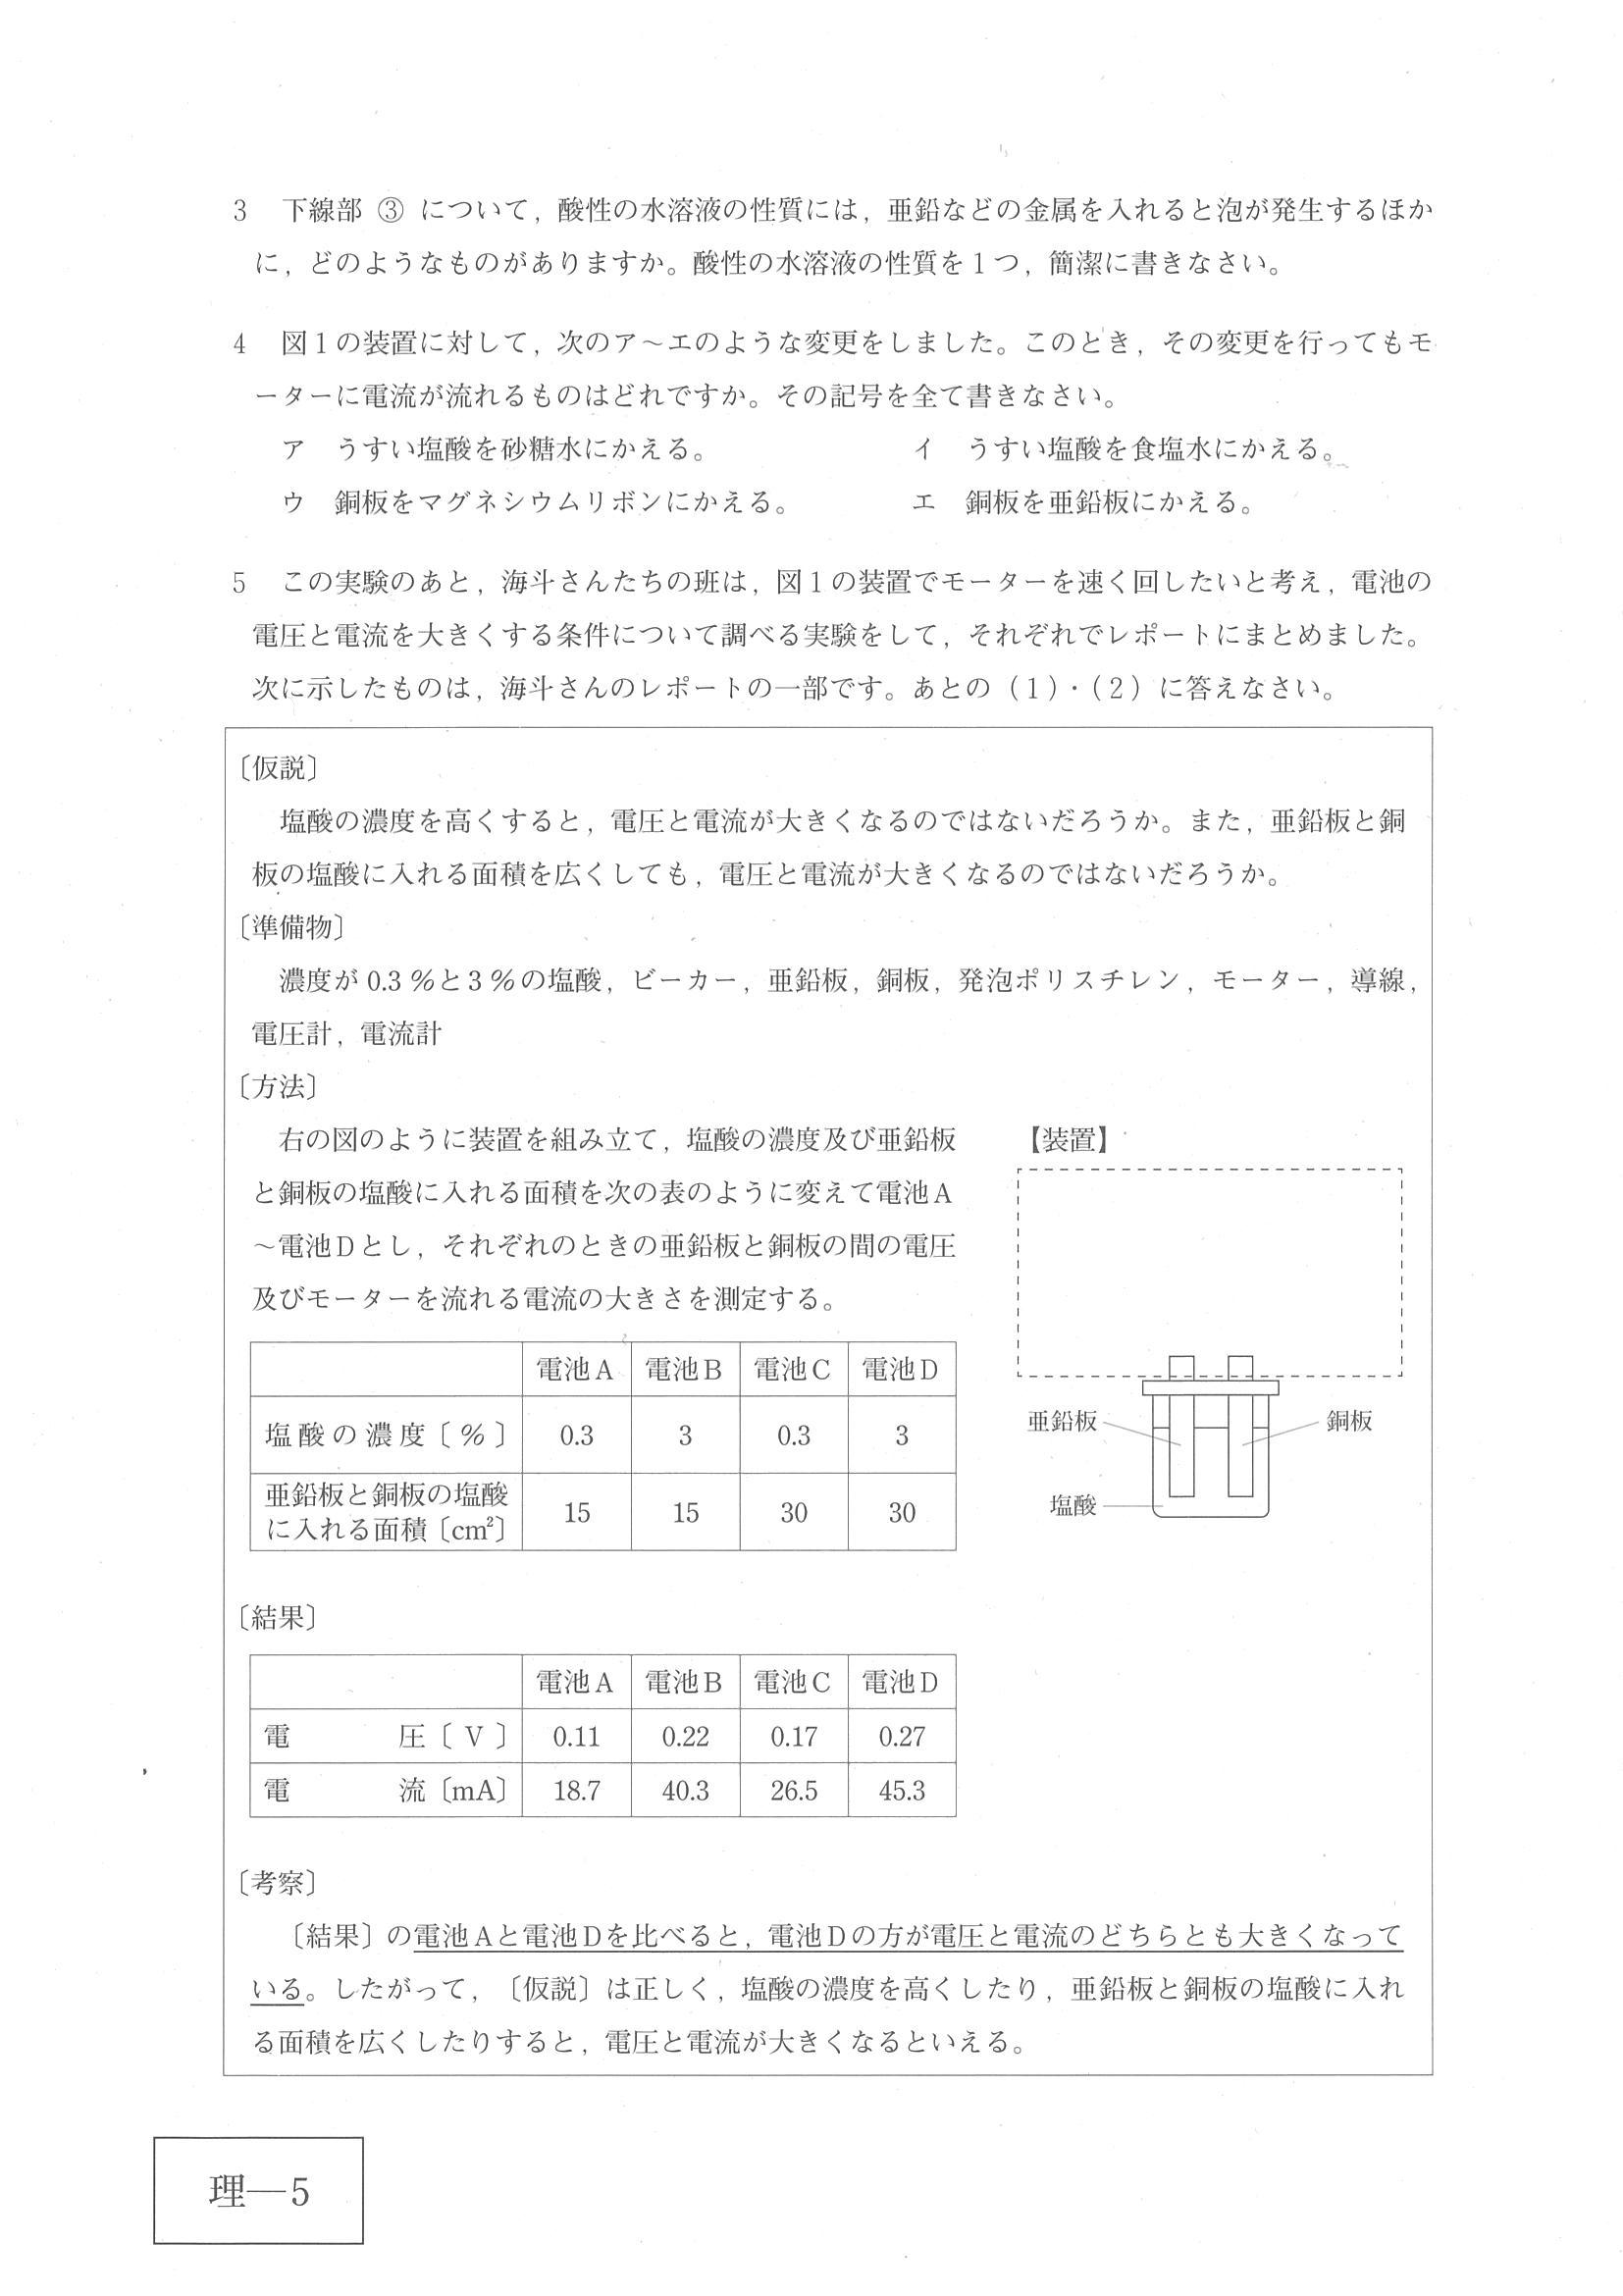 3　下線部 ③ について，酸性の水溶液の性質には，亜鉛などの金属を入れると泡が発生するほか
に，どのようなものがありますか。酸性の水溶液の性質を１つ，簡潔に書きなさい。
4　図１の装置に対して，次のア～エのような変更をしました。このとき，その変更を行ってもモ
ーターに電流が流れるものはどれですか。その記号を全て書きなさい。
ア　うすい塩酸を砂糖水にかえる。　イ　うすい塩酸を食塩水にかえる。
ウ　銅板をマグネシウムリボンにかえる。　エ　銅板を亜鉛板にかえる。
5　この実験のあと，海斗さんたちの班は，図１の装置でモーターを速く回したいと考え，電池の
電圧と電流を大きくする条件について調べる実験をして，それぞれでレポートにまとめました。
次に示したものは，海斗さんのレポートの一部です。あとの（１）・（２）に答えなさい。
〔仮説〕
塩酸の濃度を高くすると，電圧と電流が大きくなるのではないだろうか。また，亜鉛板と銅
板の塩酸に入れる面積を広くしても，電圧と電流が大きくなるのではないだろうか。
〔準備物〕
濃度が 0.3 ％と３％の塩酸，ビーカー，亜鉛板，銅板，発泡ポリスチレン，モーター，導線，
電圧計，電流計
〔方法〕
右の図のように装置を組み立て，塩酸の濃度及び亜鉛板
と銅板の塩酸に入れる面積を次の表のように変えて電池Ａ
～電池Ｄとし，それぞれのときの亜鉛板と銅板の間の電圧
及びモーターを流れる電流の大きさを測定する。
【装置】
亜鉛板　銅板
塩酸
電池Ａ　電池Ｂ　電池Ｃ　電池Ｄ
塩酸の濃度〔％〕　0.3　3　0.3　3
亜鉛板と銅板の塩酸
に入れる面積〔cm²〕　15　15　30　30
〔結果〕
電池Ａ　電池Ｂ　電池Ｃ　電池Ｄ
電圧〔Ｖ〕　0.11　0.22　0.17　0.27
電流〔mA〕　18.7　40.3　26.5　45.3
〔考察〕
〔結果〕の電池Ａと電池Ｄを比べると，電池Ｄの方が電圧と電流のどちらとも大きくなって
いる。したがって，〔仮説〕は正しく，塩酸の濃度を高くしたり，亜鉛板と銅板の塩酸に入れ
る面積を広くしたりすると，電圧と電流が大きくなるといえる。
理—5